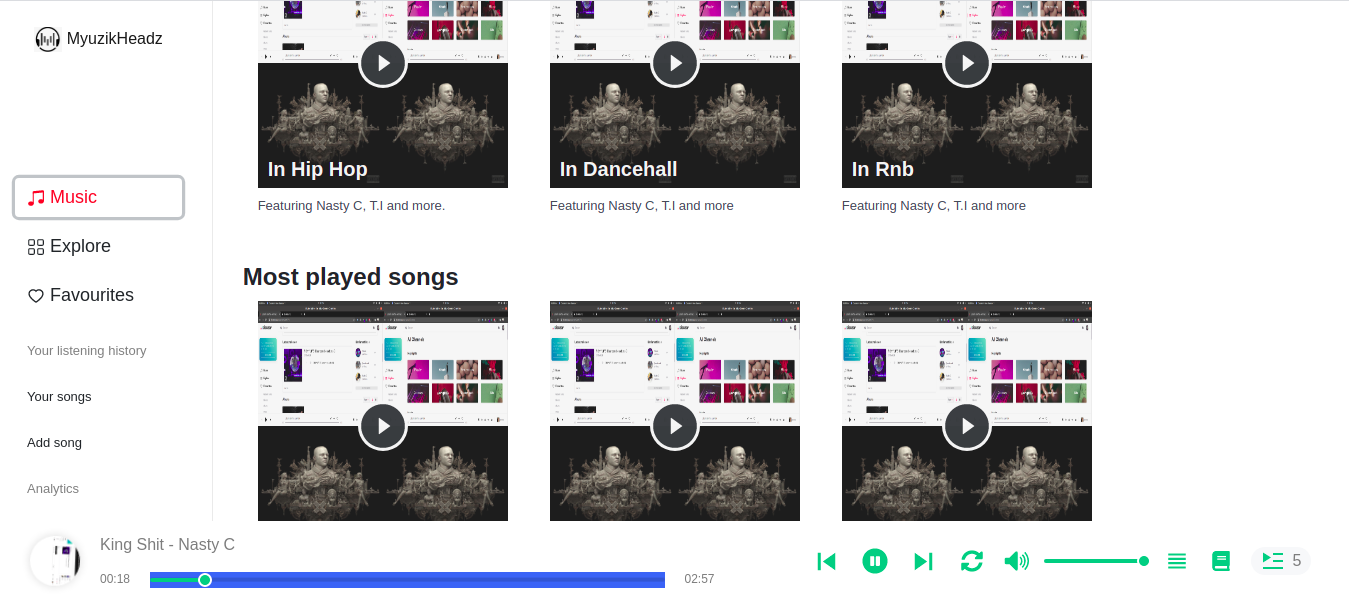 MyuzikHeadz
Music
Explore
Favourites
Your listening history
Your songs
Add song
Analytics
In Hip Hop
In Dancehall
In Rnb
Featuring Nasty C, T.I and more.
Featuring Nasty C, T.I and more
Featuring Nasty C, T.I and more
Most played songs
King Shit - Nasty C
00:18
02:57
5